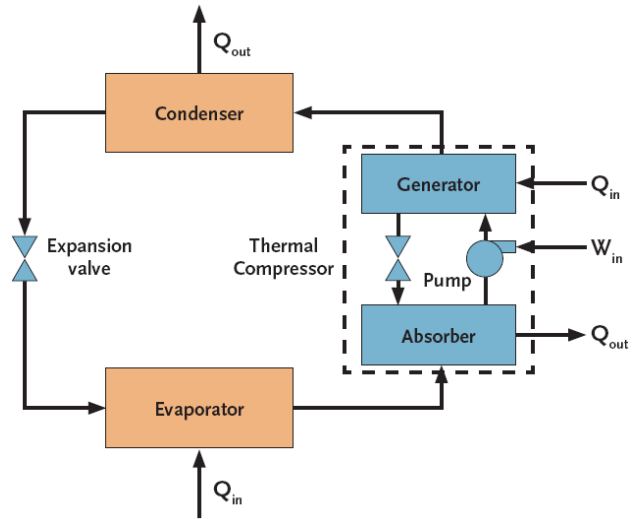 Qout
Condenser
Generator
Qin
Expansion
valve
Thermal
Compressor
Pump
Win
Absorber
Qout
Evaporator
Qin